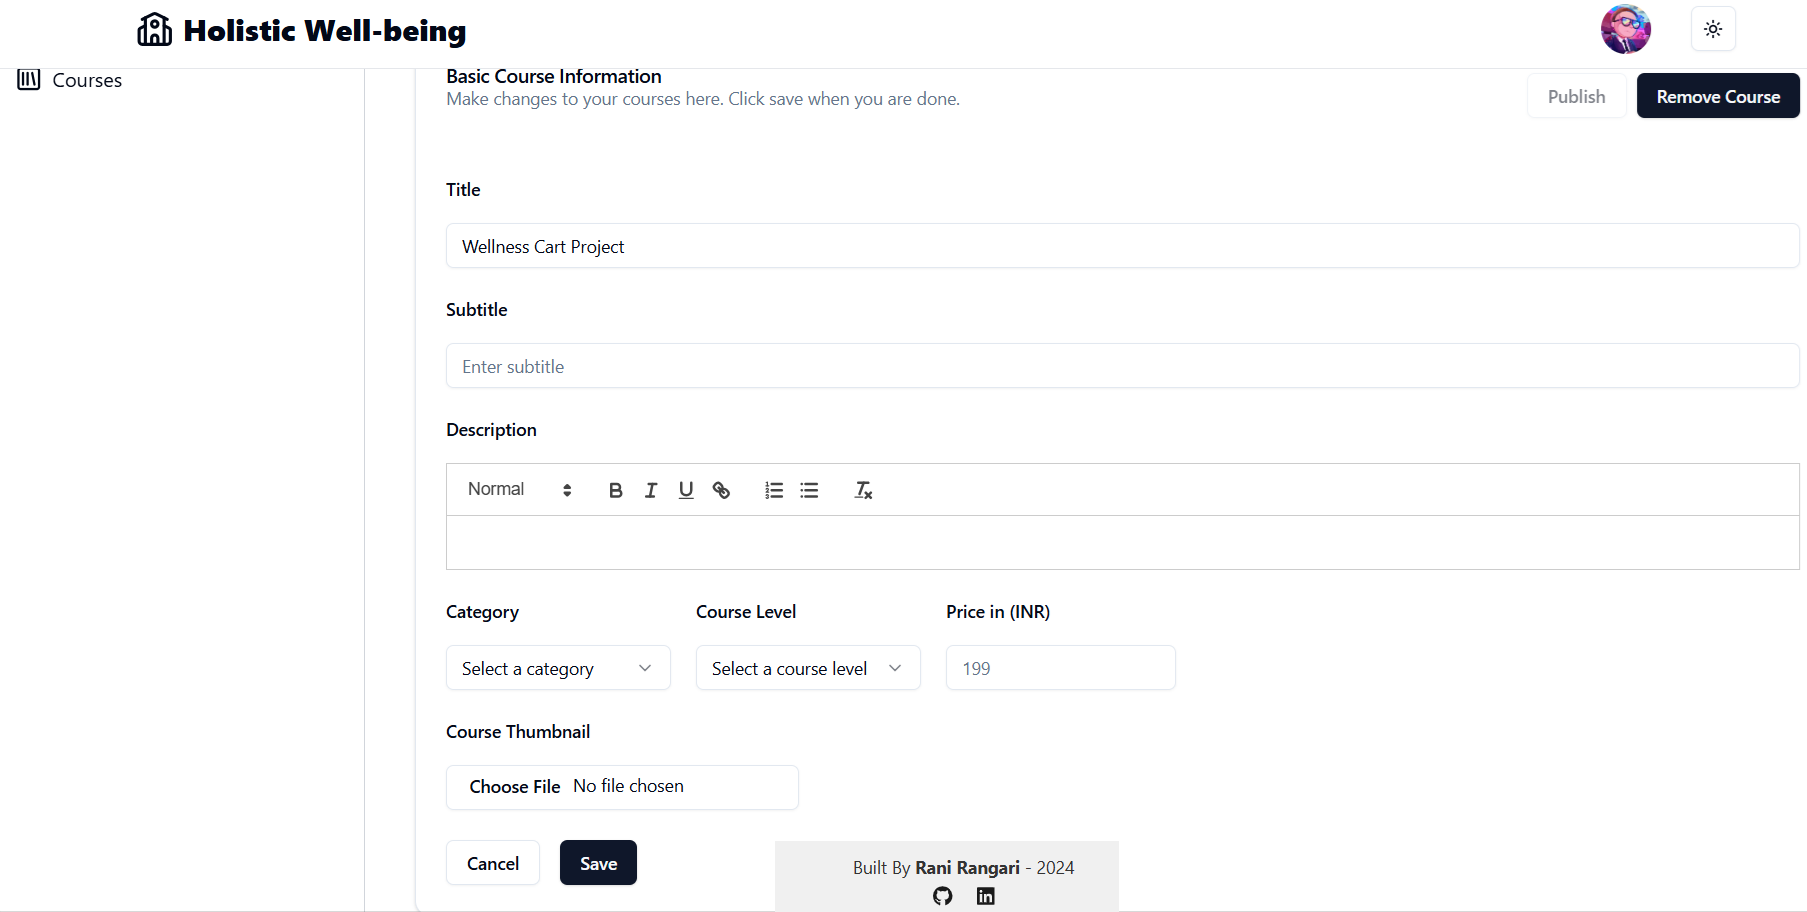 Holistic Well-being
Courses
Basic Course Information
Make changes to your courses here. Click save when you are done.
Publish
Remove Course
Title
Wellness Cart Project
Subtitle
Enter subtitle
Description
Normal
Category
Course Level
Price in (INR)
Select a category
Select a course level
199
Course Thumbnail
Choose File No file chosen
Cancel
Save
Built By Rani Rangari - 2024